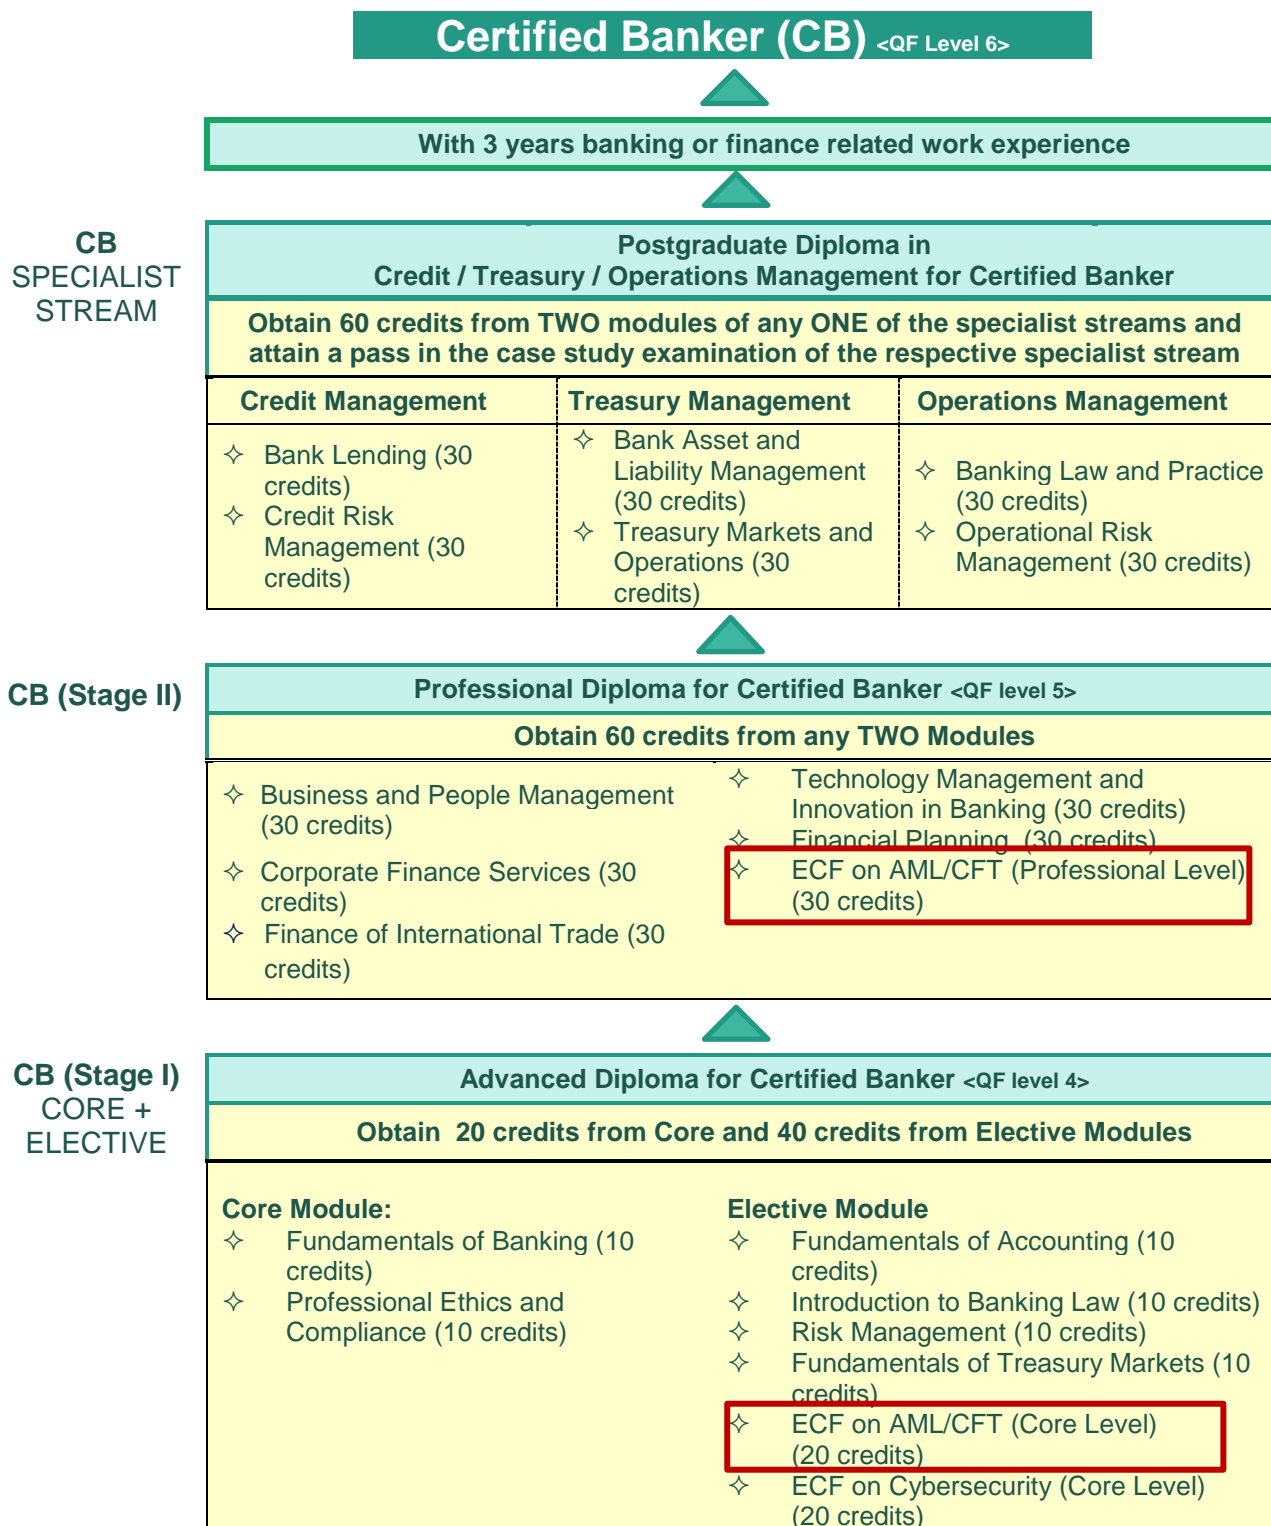 Certified Banker (CB) <QF Level 6>
With 3 years banking or finance related work experience
CB
SPECIALIST
STREAM
Postgraduate Diploma in
Credit / Treasury / Operations Management for Certified Banker
Obtain 60 credits from TWO modules of any ONE of the specialist streams and
attain a pass in the case study examination of the respective specialist stream
Credit Management
✧ Bank Lending (30
credits)
✧ Credit Risk
Management (30
credits)
Treasury Management
✧ Bank Asset and
Liability Management
(30 credits)
✧ Treasury Markets and
Operations (30
credits)
Operations Management
✧ Banking Law and Practice
(30 credits)
✧ Operational Risk
Management (30 credits)
CB (Stage II)
Professional Diploma for Certified Banker <QF level 5>
Obtain 60 credits from any TWO Modules
✧ Business and People Management
(30 credits)
✧ Corporate Finance Services (30
credits)
✧ Finance of International Trade (30
credits)
✧ Technology Management and
Innovation in Banking (30 credits)
✧ Financial Planning (30 credits)
✧ ECF on AML/CFT (Professional Level)
(30 credits)
CB (Stage I)
CORE +
ELECTIVE
Advanced Diploma for Certified Banker <QF level 4>
Obtain 20 credits from Core and 40 credits from Elective Modules
Core Module:
✧ Fundamentals of Banking (10
credits)
✧ Professional Ethics and
Compliance (10 credits)
Elective Module
✧ Fundamentals of Accounting (10
credits)
✧ Introduction to Banking Law (10 credits)
✧ Risk Management (10 credits)
✧ Fundamentals of Treasury Markets (10
credits)
✧ ECF on AML/CFT (Core Level)
(20 credits)
✧ ECF on Cybersecurity (Core Level)
(20 credits)